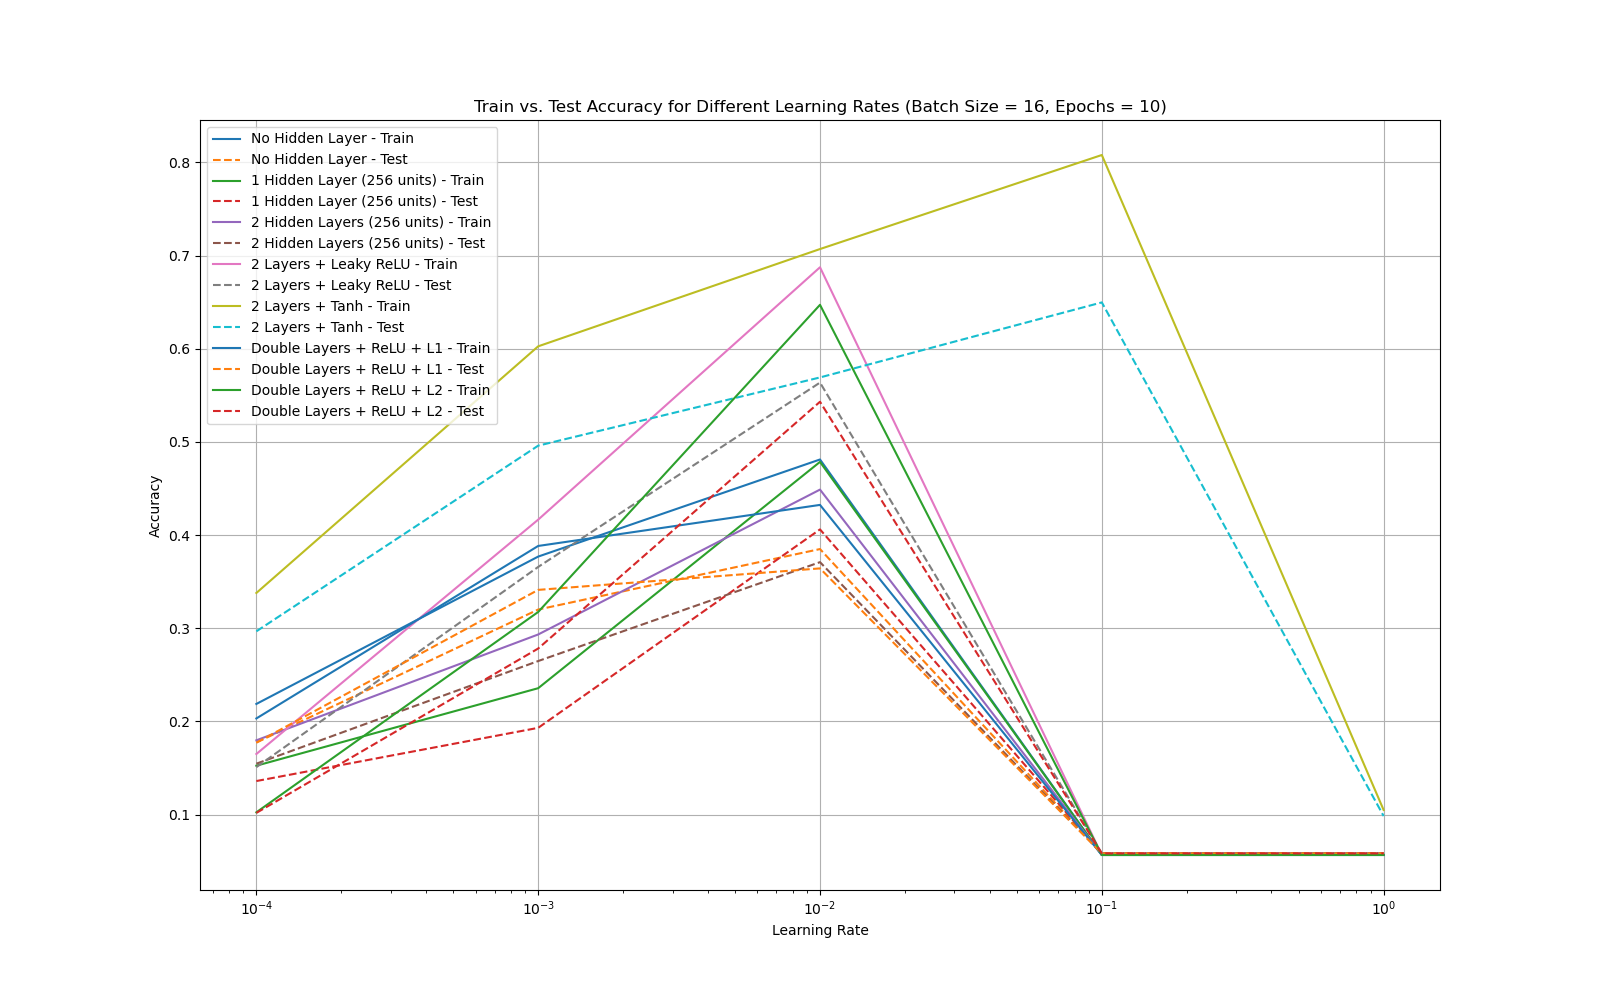 Train vs. Test Accuracy for Different Learning Rates (Batch Size = 16, Epochs = 10)
No Hidden Layer - Train
No Hidden Layer - Test
1 Hidden Layer (256 units) - Train
1 Hidden Layer (256 units) - Test
2 Hidden Layers (256 units) - Train
2 Hidden Layers (256 units) - Test
2 Layers + Leaky ReLU - Train
2 Layers + Leaky ReLU - Test
2 Layers + Tanh - Train
2 Layers + Tanh - Test
Double Layers + ReLU + L1 - Train
Double Layers + ReLU + L1 - Test
Double Layers + ReLU + L2 - Train
Double Layers + ReLU + L2 - Test
Accuracy
0.8
0.7
0.6
0.5
0.4
0.3
0.2
0.1
10⁻⁴ 10⁻³ 10⁻² 10⁻¹ 10⁰
Learning Rate